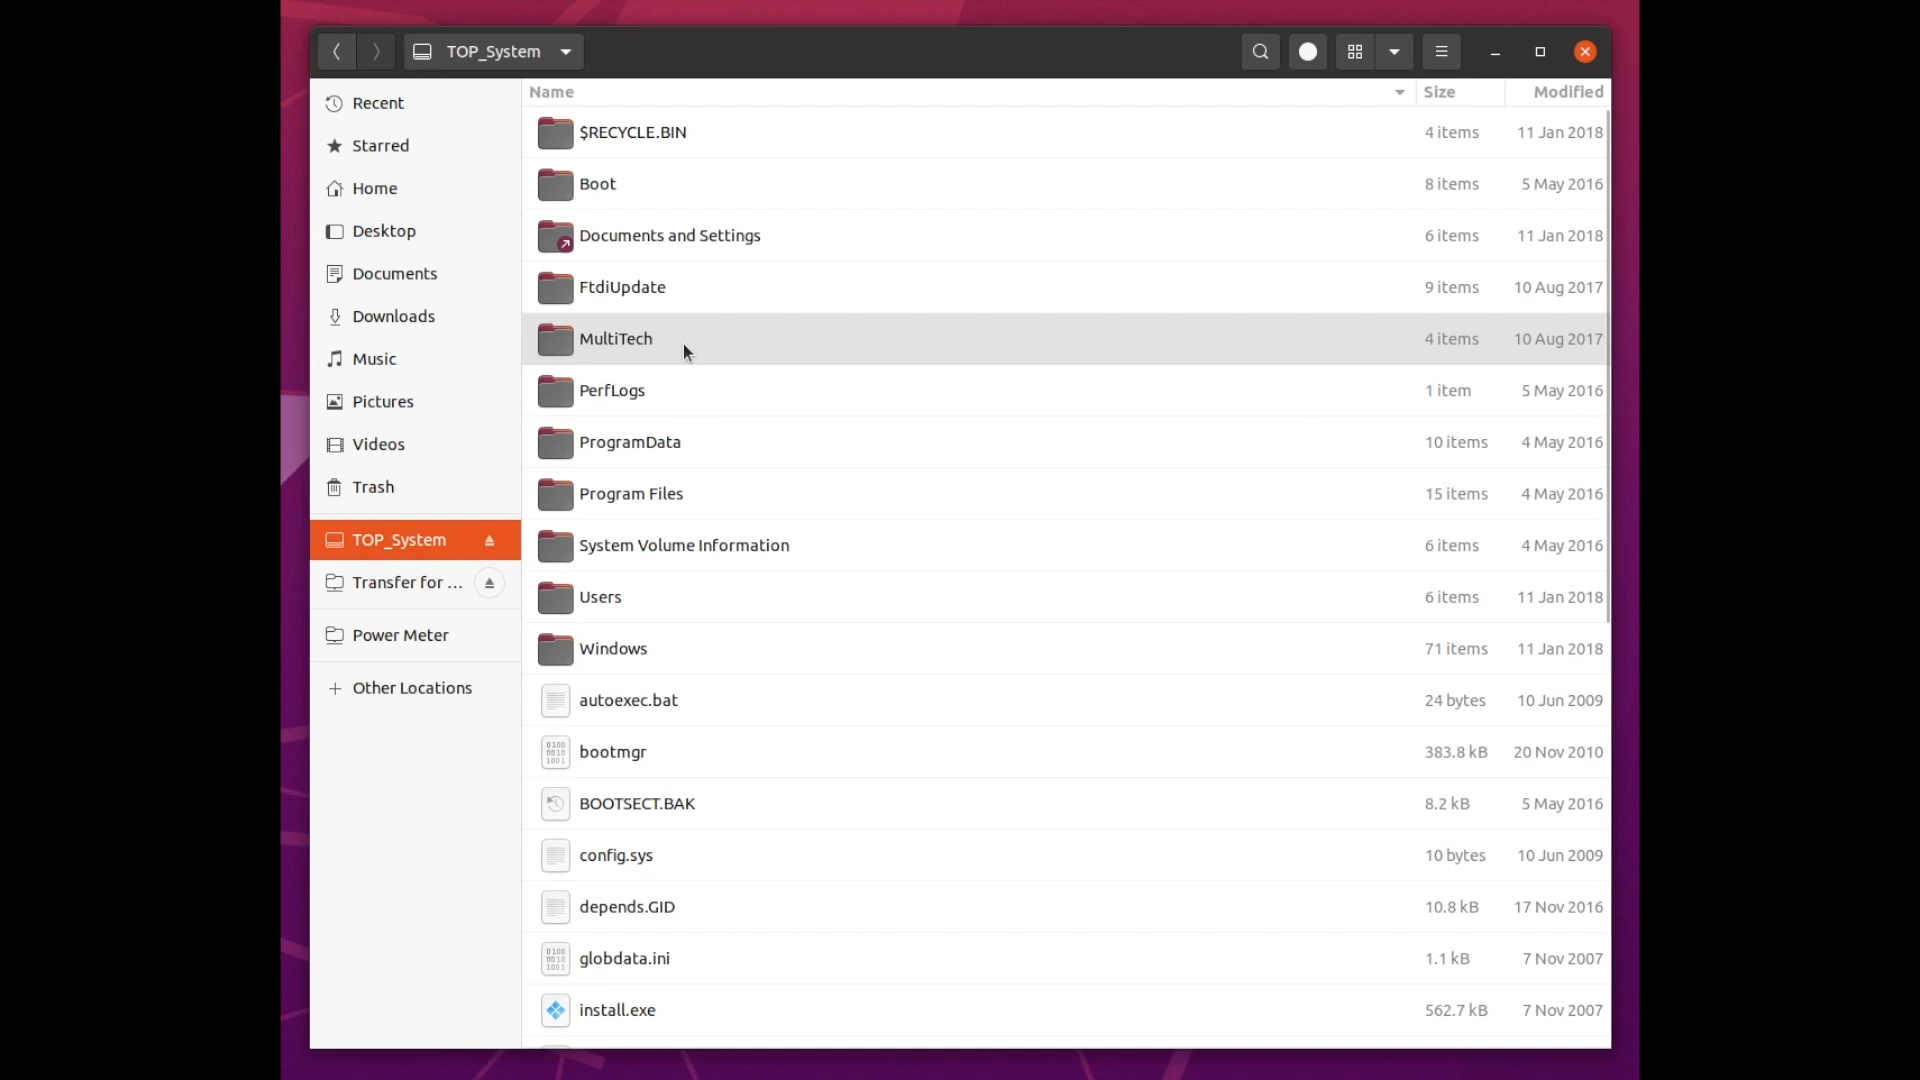 TOP_System
Recent
Starred
Home
Desktop
Documents
Downloads
Music
Pictures
Videos
Trash
TOP_System
Transfer for ...
Power Meter
Other Locations
Name Size Modified
$RECYCLE.BIN 4 items 11 Jan 2018
Boot 8 items 5 May 2016
Documents and Settings 6 items 11 Jan 2018
FtdiUpdate 9 items 10 Aug 2017
MultiTech 4 items 10 Aug 2017
PerfLogs 1 item 5 May 2016
ProgramData 10 items 4 May 2016
Program Files 15 items 4 May 2016
System Volume Information 6 items 4 May 2016
Users 6 items 11 Jan 2018
Windows 71 items 11 Jan 2018
autoexec.bat 24 bytes 10 Jun 2009
bootmgr 383.8 kB 20 Nov 2010
BOOTSECT.BAK 8.2 kB 5 May 2016
config.sys 10 bytes 10 Jun 2009
depends.GID 10.8 kB 17 Nov 2016
globdata.ini 1.1 kB 7 Nov 2007
install.exe 562.7 kB 7 Nov 2007